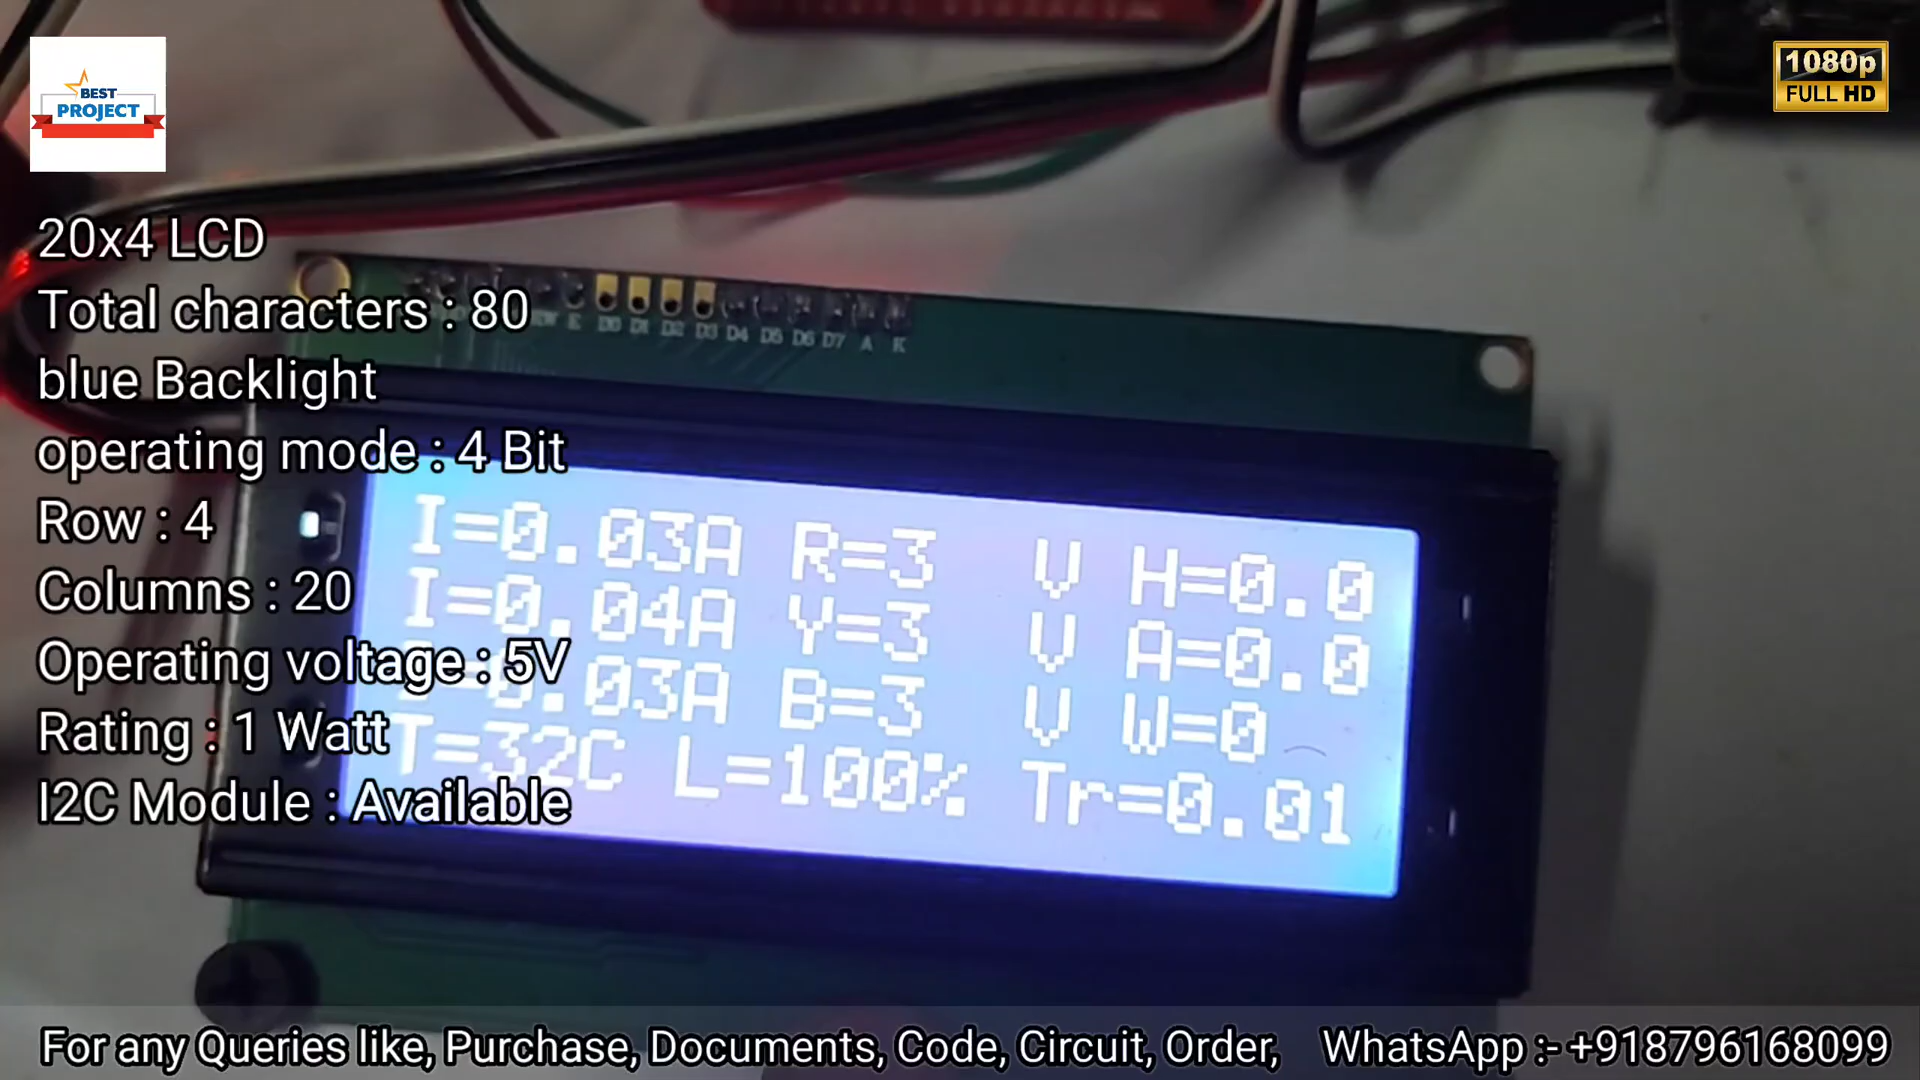 BEST
PROJECT
1080p
FULL HD
20x4 LCD
Total characters : 80
blue Backlight
operating mode : 4 Bit
Row : 4
Columns : 20
Operating voltage : 5V
Rating : 1 Watt
I2C Module : Available
E D0 D1 D2 D3 D4 D5 D6 D7 A K
I=0.03A R=3 V H=0.0
I=0.04A Y=3 V A=0.0
=0.03A B=3 V W=0
T=32C L=100% Tr=0.01
For any Queries like, Purchase, Documents, Code, Circuit, Order, WhatsApp :- +918796168099